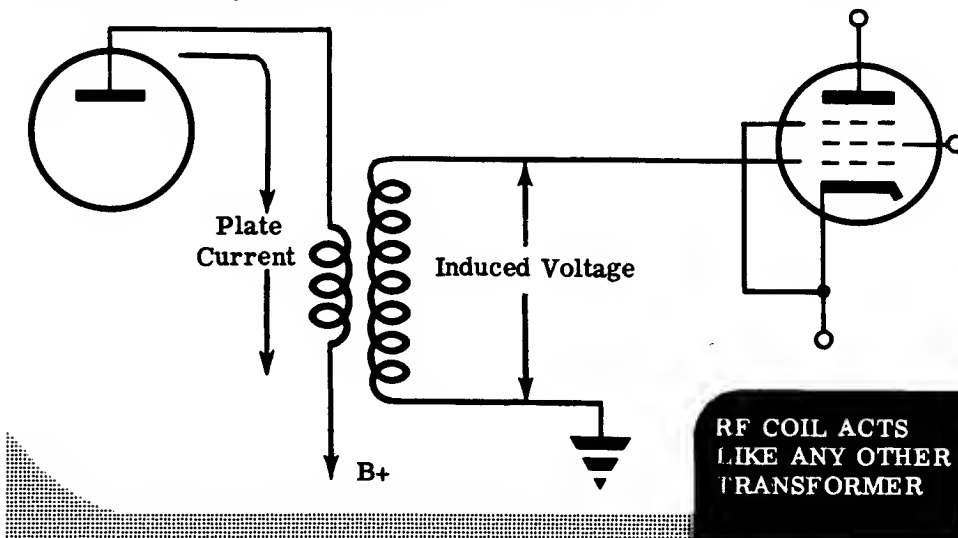 Plate
Current
Induced Voltage
B+
RF COIL ACTS
LIKE ANY OTHER
TRANSFORMER